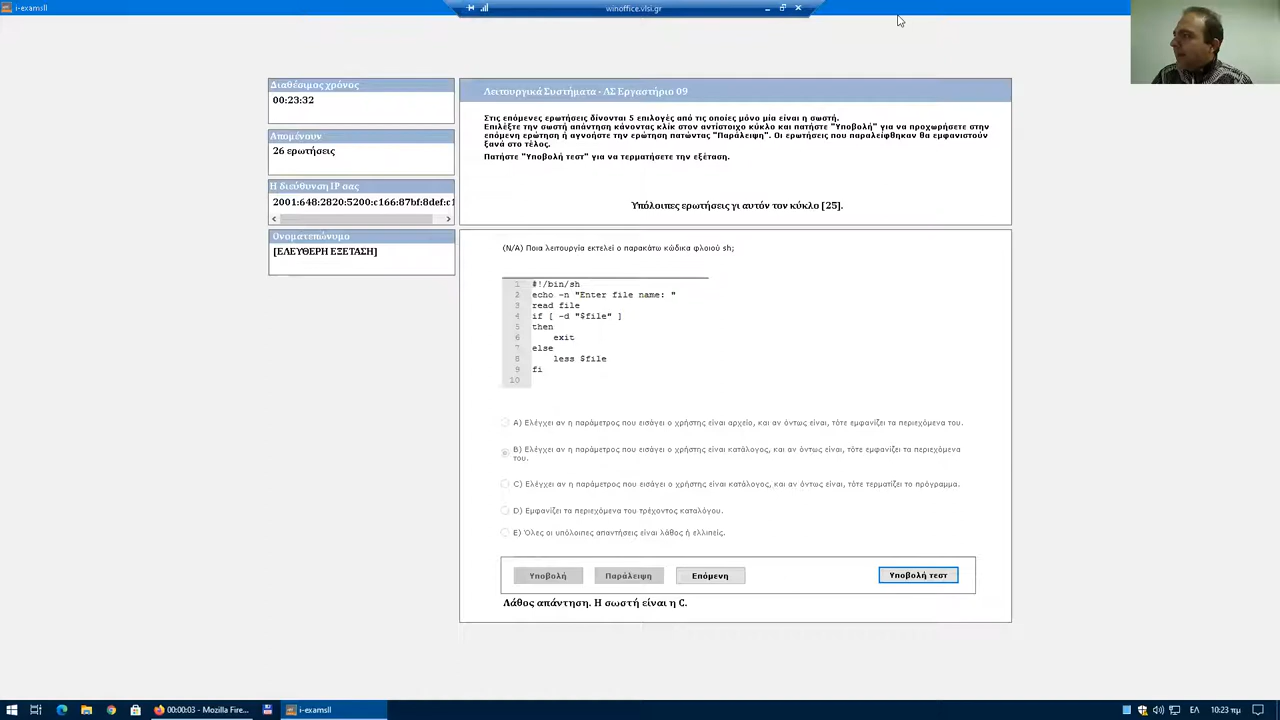 i-examsll
winoffice.vlsi.gr
Διαθέσιμος χρόνος
00:23:32
Απομένουν
26 ερωτήσεις
Η διεύθυνση IP σας
2001:648:2820:5200:c166:87bf:8def:c1
Ονοματεπώνυμο
[ΕΛΕΥΘΕΡΗ ΕΞΕΤΑΣΗ]
Λειτουργικά Συστήματα - ΛΣ Εργαστήριο 09
Στις επόμενες ερωτήσεις δίνονται 5 επιλογές από τις οποίες μόνο μία είναι η σωστή.
Επιλέξτε την σωστή απάντηση κάνοντας κλίκ στον αντίστοιχο κύκλο και πατήστε "Υποβολή" για να προχωρήσετε στην
επόμενη ερώτηση ή αγνοήστε την ερώτηση πατώντας "Παράλειψη". Οι ερωτήσεις που παραλείφθηκαν θα εμφανιστούν
ξανά στο τέλος.
Πατήστε "Υποβολή τεστ" για να τερματήσετε την εξέταση.
Υπόλοιπες ερωτήσεις γι αυτόν τον κύκλο [25].
(N/A) Ποια λειτουργία εκτελεί ο παρακάτω κώδικα φλοιού sh;
1 #!/bin/sh
2 echo -n "Enter file name: "
3 read file
4 if [ -d "$file" ]
5 then
6 exit
7 else
8 less $file
9 fi
10
A) Ελέγχει αν η παράμετρος που εισάγει ο χρήστης είναι αρχείο, και αν όντως είναι, τότε εμφανίζει τα περιεχόμενα του.
B) Ελέγχει αν η παράμετρος που εισάγει ο χρήστης είναι κατάλογος, και αν όντως είναι, τότε εμφανίζει τα περιεχόμενα
του.
C) Ελέγχει αν η παράμετρος που εισάγει ο χρήστης είναι κατάλογος, και αν όντως είναι, τότε τερματίζει το πρόγραμμα.
D) Εμφανίζει τα περιεχόμενα του τρέχοντος καταλόγου.
E) Όλες οι υπόλοιπες απαντήσεις είναι λάθος ή ελλιπείς.
Υποβολή Παράλειψη Επόμενη Υποβολή τεστ
Λάθος απάντηση. Η σωστή είναι η C.
00:00:03 - Mozilla Fire...
i-examsll
ΕΛ
10:23 πμ